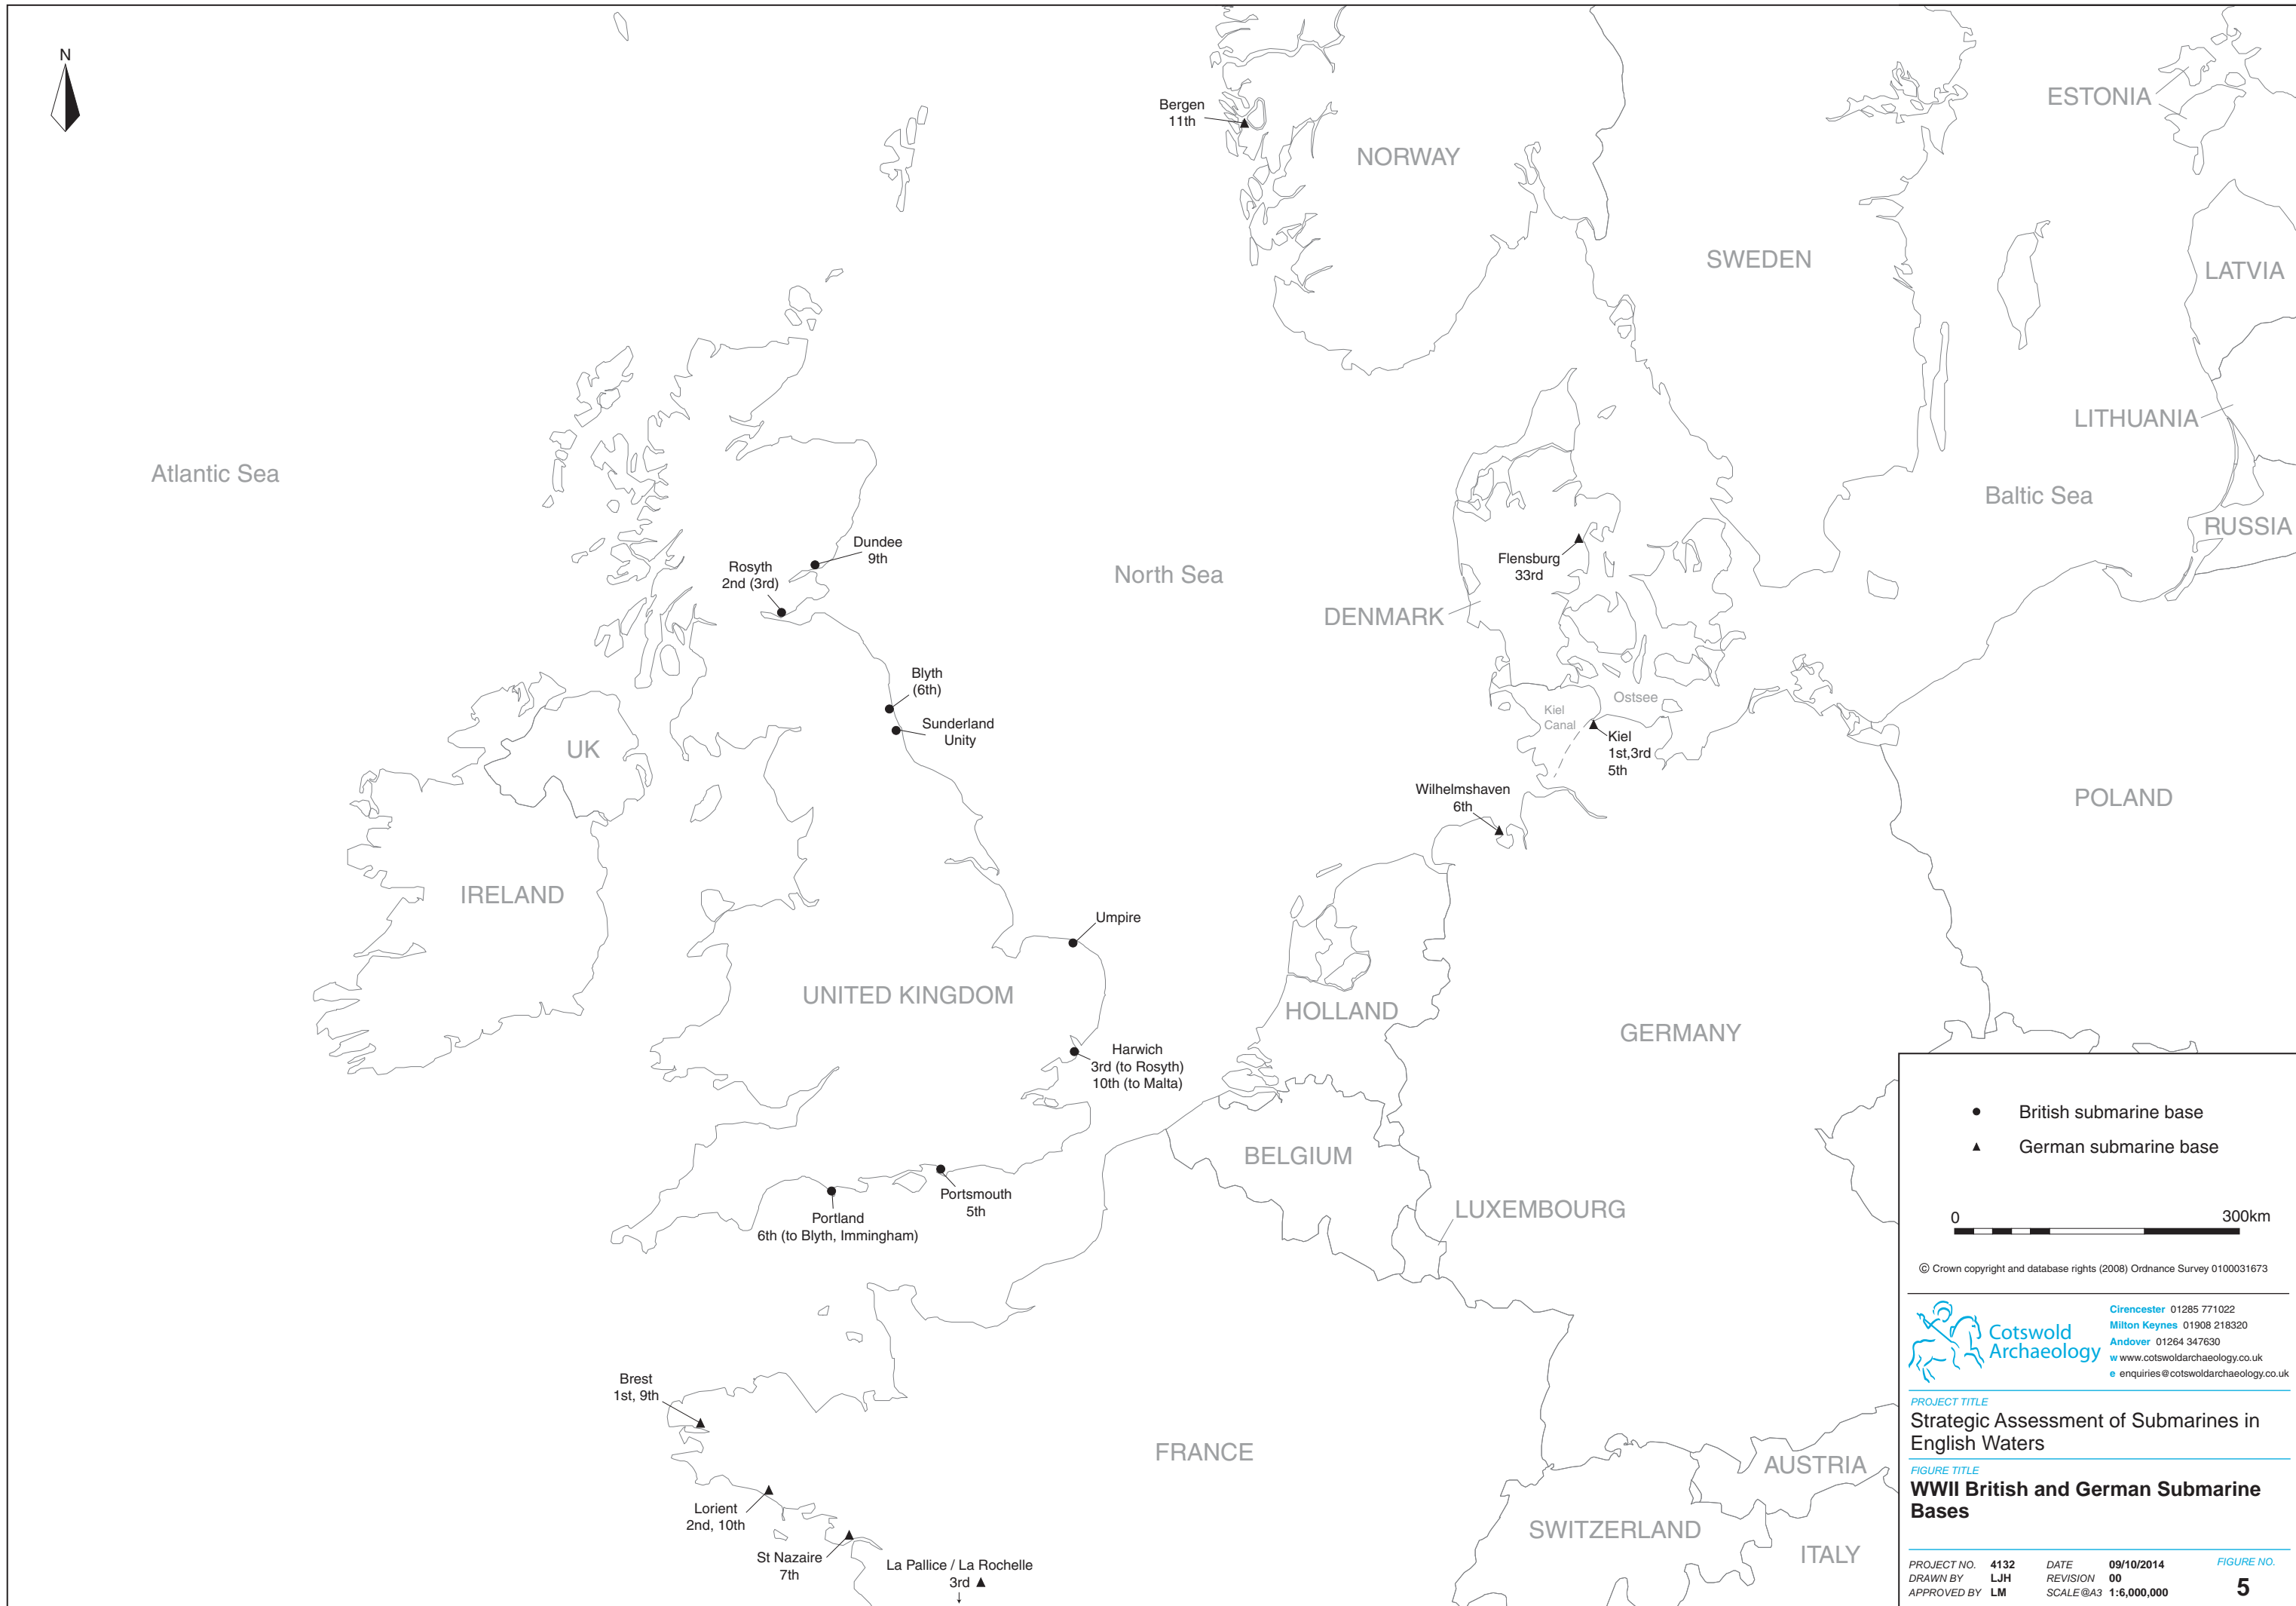 N
Bergen
11th
NORWAY
ESTONIA
SWEDEN
LATVIA
LITHUANIA
Atlantic Sea
Baltic Sea
RUSSIA
Dundee
9th
Rosyth
2nd (3rd)
North Sea
Flensburg
33rd
DENMARK
Blyth
(6th)
Sunderland
Unity
Ostsee
Kiel
Canal
Kiel
1st,3rd
5th
UK
Wilhelmshaven
6th
POLAND
IRELAND
Umpire
UNITED KINGDOM
HOLLAND
GERMANY
Harwich
3rd (to Rosyth)
10th (to Malta)
BELGIUM
Portsmouth
5th
Portland
6th (to Blyth, Immingham)
LUXEMBOURG
Brest
1st, 9th
FRANCE
AUSTRIA
Lorient
2nd, 10th
SWITZERLAND
ITALY
St Nazaire
7th
La Pallice / La Rochelle
3rd
British submarine base
German submarine base
0 300km
© Crown copyright and database rights (2008) Ordnance Survey 0100031673
Cotswold
Archaeology
Cirencester 01285 771022
Milton Keynes 01908 218320
Andover 01264 347630
w www.cotswoldarchaeology.co.uk
e enquiries@cotswoldarchaeology.co.uk
PROJECT TITLE
Strategic Assessment of Submarines in
English Waters
FIGURE TITLE
WWII British and German Submarine
Bases
PROJECT NO. 4132 DATE 09/10/2014 FIGURE NO.
DRAWN BY LJH REVISION 00
APPROVED BY LM SCALE@A3 1:6,000,000 5